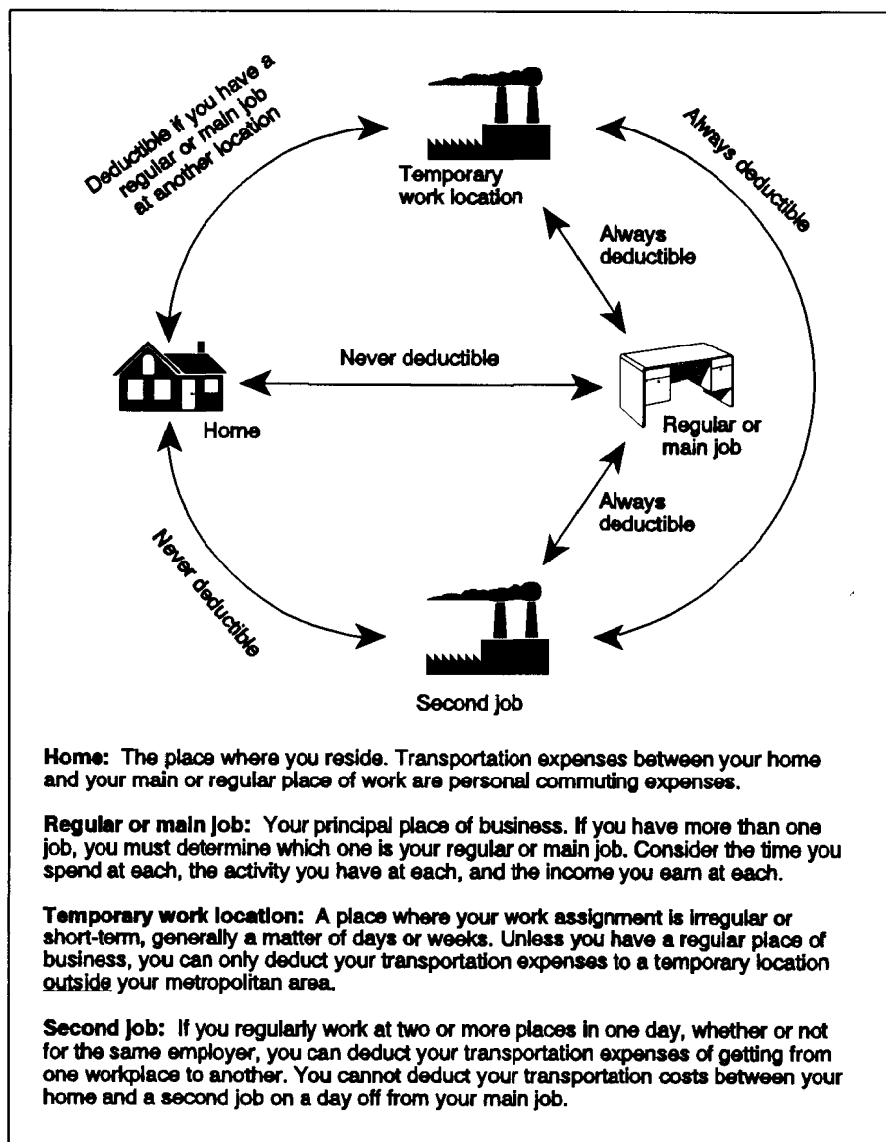 Deductible if you have a
regular or main job
at another location
Temporary
work location
Always deductible
Always
deductible
Never deductible
Home
Regular or
main job
Always
deductible
Never deductible
Second job
Home: The place where you reside. Transportation expenses between your home
and your main or regular place of work are personal commuting expenses.
Regular or main job: Your principal place of business. If you have more than one
job, you must determine which one is your regular or main job. Consider the time you
spend at each, the activity you have at each, and the income you earn at each.
Temporary work location: A place where your work assignment is irregular or
short-term, generally a matter of days or weeks. Unless you have a regular place of
business, you can only deduct your transportation expenses to a temporary location
outside your metropolitan area.
Second job: If you regularly work at two or more places in one day, whether or not
for the same employer, you can deduct your transportation expenses of getting from
one workplace to another. You cannot deduct your transportation costs between your
home and a second job on a day off from your main job.